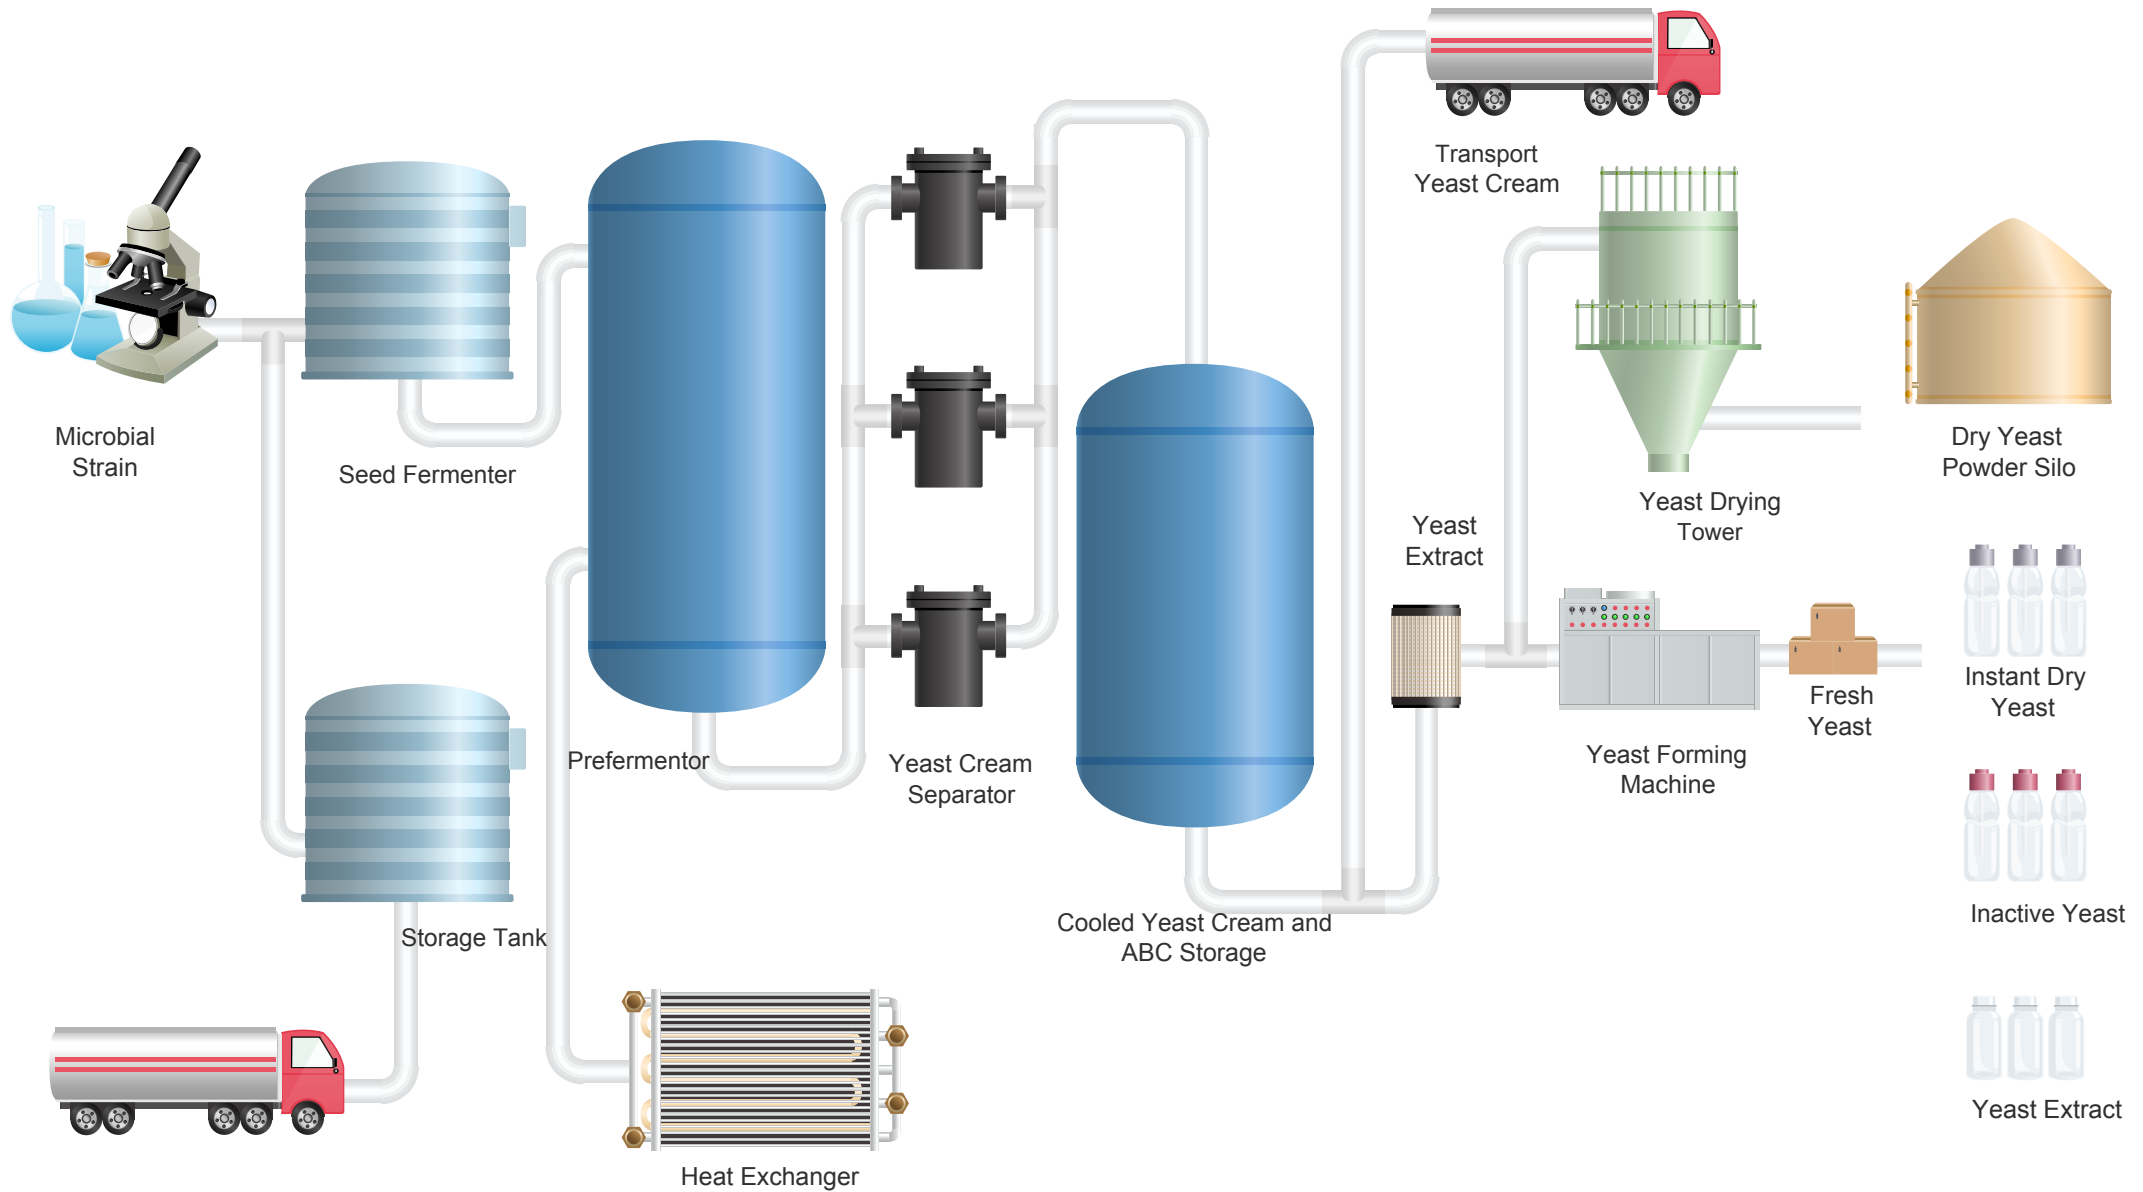 Transport
Yeast Cream
Microbial
Strain
Seed Fermenter
Dry Yeast
Powder Silo
Yeast Drying
Tower
Yeast
Extract
Instant Dry
Yeast
Fresh
Yeast
Prefermentor
Yeast Cream
Separator
Yeast Forming
Machine
Inactive Yeast
Storage Tank
Cooled Yeast Cream and
ABC Storage
Yeast Extract
Heat Exchanger